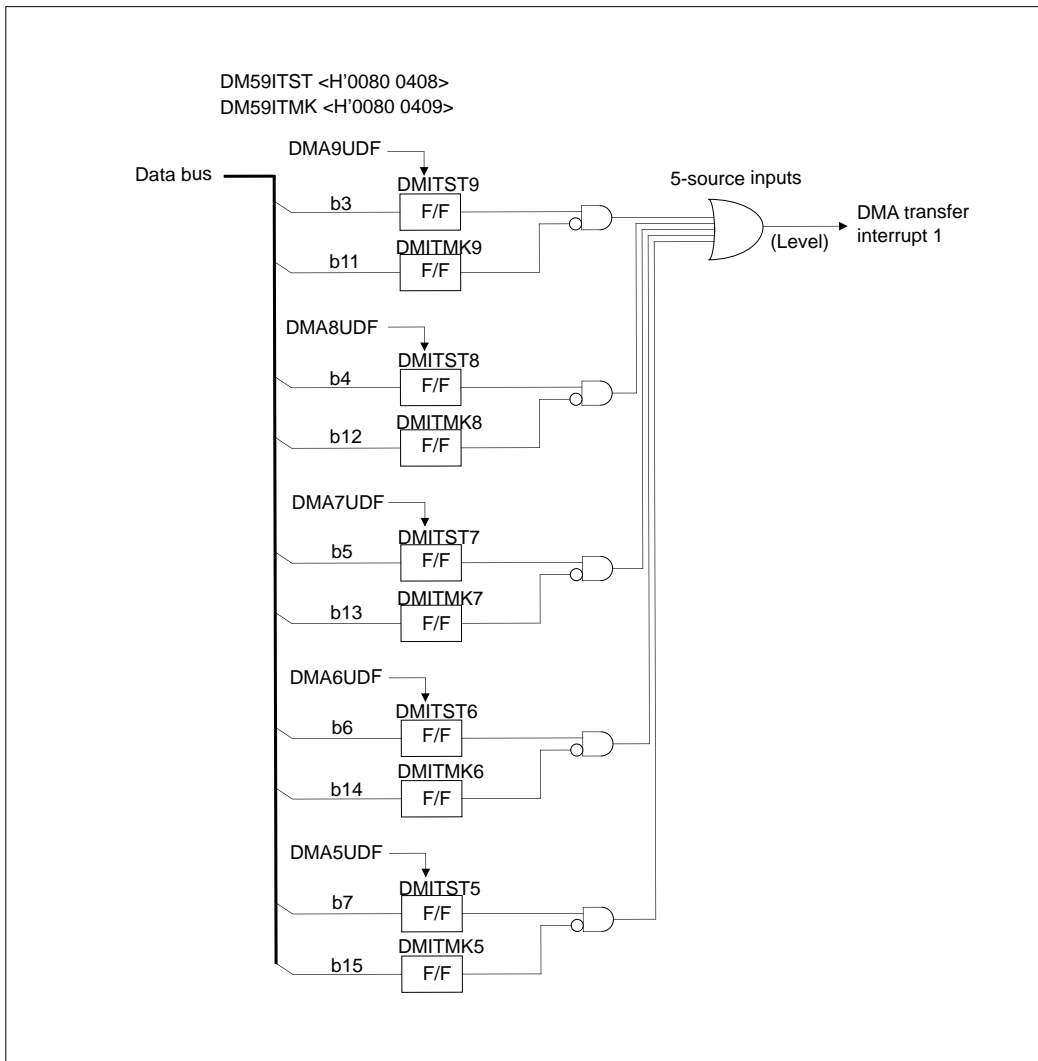 DM59ITST <H'0080 0408>
DM59ITMK <H'0080 0409>
DMA9UDF
Data bus
DMITST9
5-source inputs
b3
F/F
DMA transfer
interrupt 1
(Level)
DMITMK9
b11
F/F
DMA8UDF
DMITST8
b4
F/F
DMITMK8
b12
F/F
DMA7UDF
DMITST7
b5
F/F
DMITMK7
b13
F/F
DMA6UDF
DMITST6
b6
F/F
DMITMK6
b14
F/F
DMA5UDF
DMITST5
b7
F/F
DMITMK5
b15
F/F